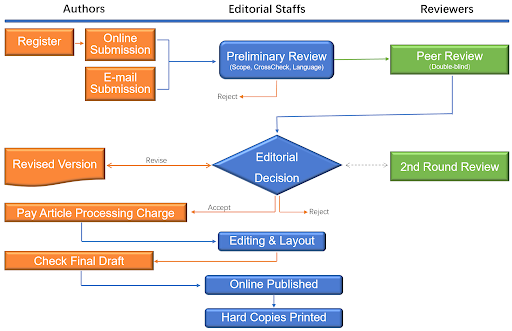 Authors
Editorial Staffs
Reviewers
Register
Online
Submission
E-mail
Submission
Preliminary Review
(Scope, CrossCheck, Language)
Peer Review
(Double-blind)
Reject
Revised Version
Revise
Editorial
Decision
2nd Round Review
Accept
Reject
Pay Article Processing Charge
Editing & Layout
Check Final Draft
Online Published
Hard Copies Printed